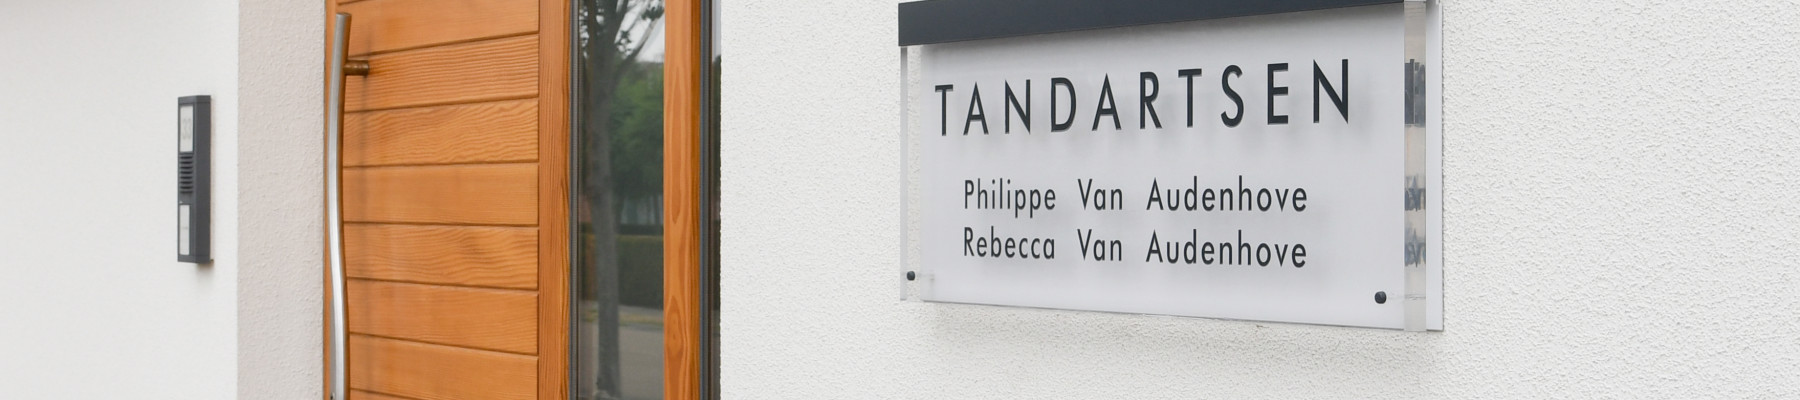 TANDARTSEN
Philippe Van Audenhove
Rebecca Van Audenhove